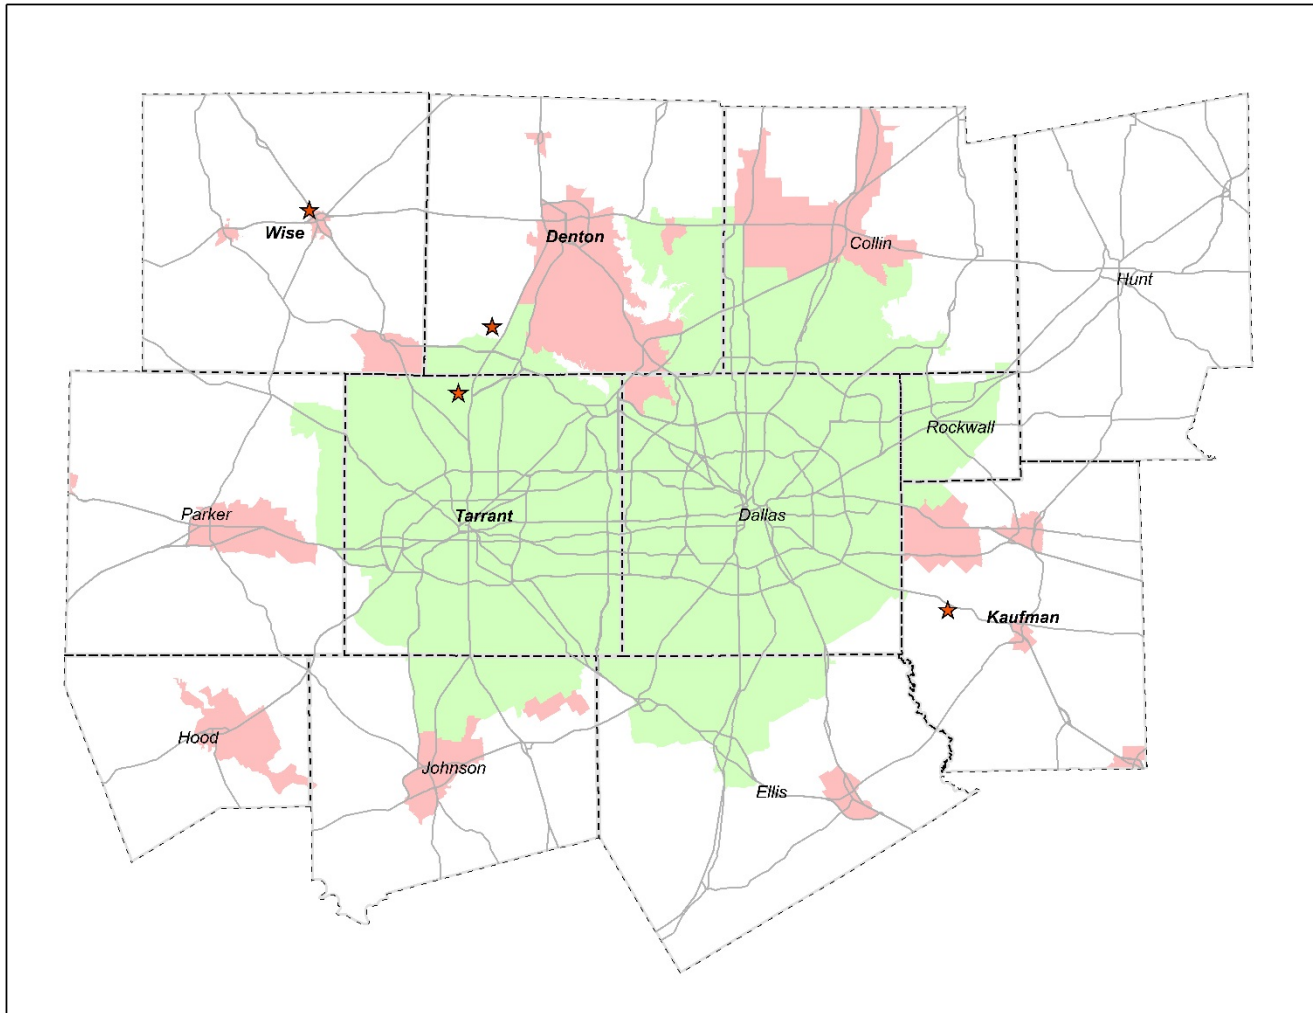 Wise
Denton
Collin
Hunt
Parker
Tarrant
Dallas
Rockwall
Kaufman
Hood
Johnson
Ellis